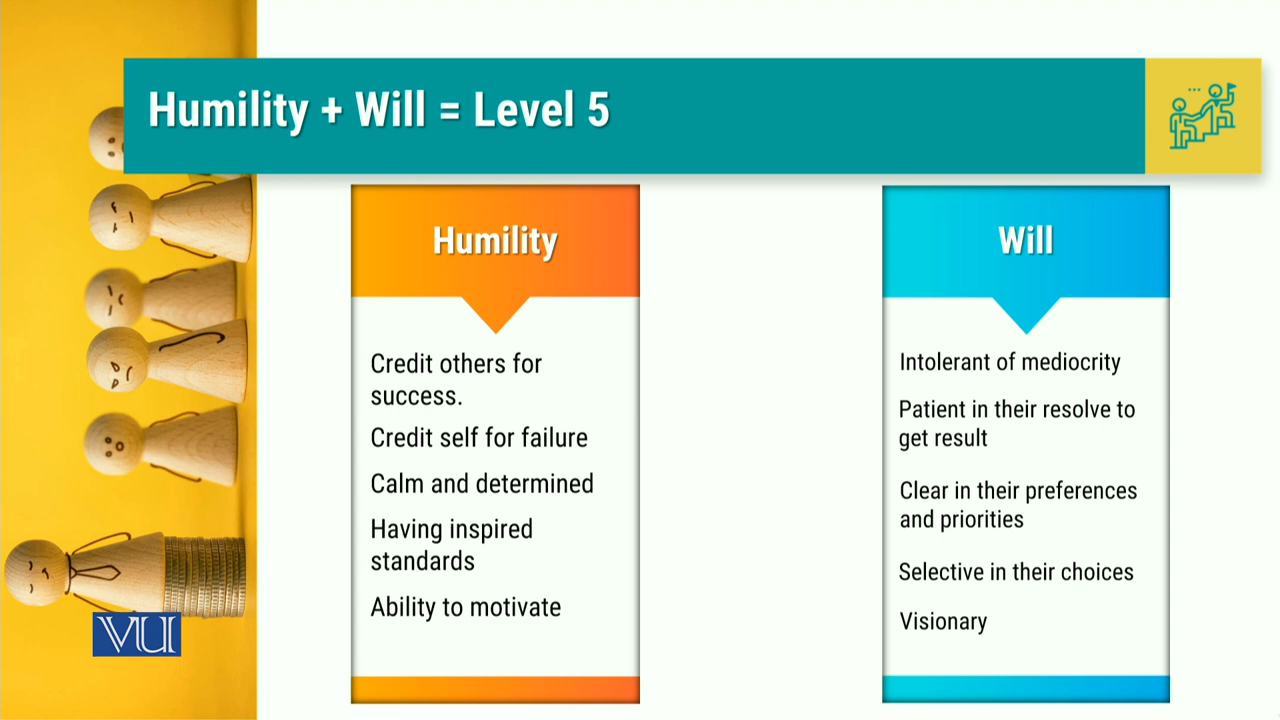 Humility + Will = Level 5
Humility
Credit others for
success.
Credit self for failure
Calm and determined
Having inspired
standards
Ability to motivate
Will
Intolerant of mediocrity
Patient in their resolve to
get result
Clear in their preferences
and priorities
Selective in their choices
Visionary
VU